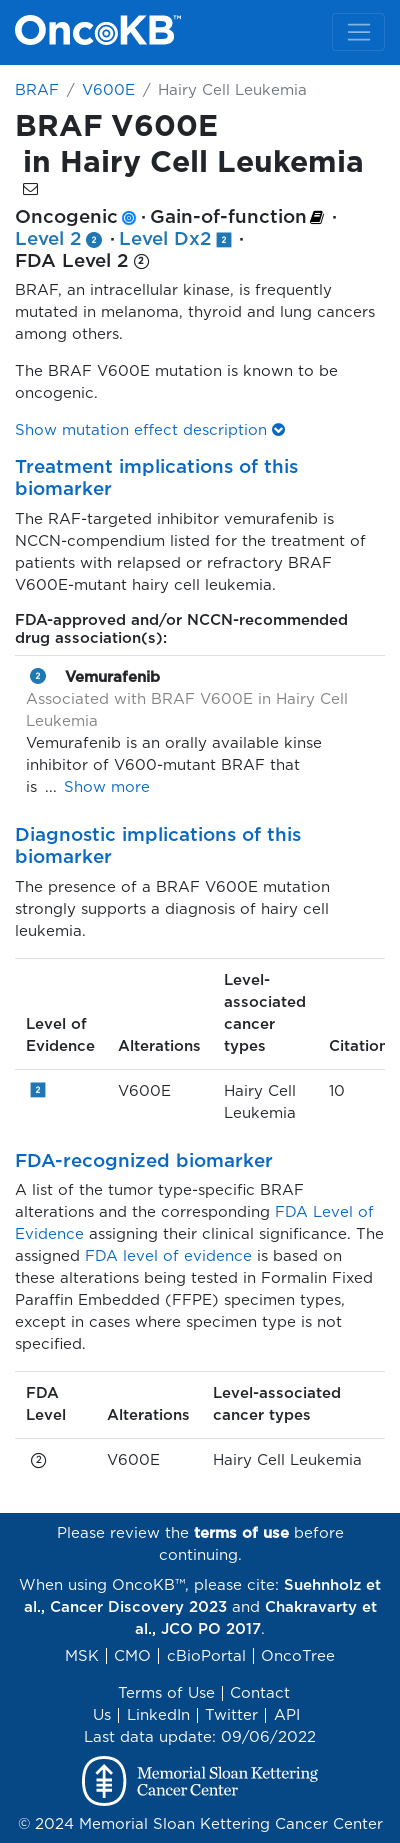 OncoKB™
BRAF / V600E / Hairy Cell Leukemia
BRAF V600E
in Hairy Cell Leukemia
Oncogenic · Gain-of-function ·
Level 2 2 · Level Dx2 2 ·
FDA Level 2 2
BRAF, an intracellular kinase, is frequently
mutated in melanoma, thyroid and lung cancers
among others.
The BRAF V600E mutation is known to be
oncogenic.
Show mutation effect description
Treatment implications of this
biomarker
The RAF-targeted inhibitor vemurafenib is
NCCN-compendium listed for the treatment of
patients with relapsed or refractory BRAF
V600E-mutant hairy cell leukemia.
FDA-approved and/or NCCN-recommended
drug association(s):
2 Vemurafenib
Associated with BRAF V600E in Hairy Cell
Leukemia
Vemurafenib is an orally available kinse
inhibitor of V600-mutant BRAF that
is ... Show more
Diagnostic implications of this
biomarker
The presence of a BRAF V600E mutation
strongly supports a diagnosis of hairy cell
leukemia.
Level-
associated
Level of cancer
Evidence Alterations types Citation
2 V600E Hairy Cell 10
Leukemia
FDA-recognized biomarker
A list of the tumor type-specific BRAF
alterations and the corresponding FDA Level of
Evidence assigning their clinical significance. The
assigned FDA level of evidence is based on
these alterations being tested in Formalin Fixed
Paraffin Embedded (FFPE) specimen types,
except in cases where specimen type is not
specified.
FDA Level-associated
Level Alterations cancer types
2 V600E Hairy Cell Leukemia
Please review the terms of use before
continuing.
When using OncoKB™, please cite: Suehnholz et
al., Cancer Discovery 2023 and Chakravarty et
al., JCO PO 2017.
MSK | CMO | cBioPortal | OncoTree
Terms of Use | Contact
Us | LinkedIn | Twitter | API
Last data update: 09/06/2022
Memorial Sloan Kettering
Cancer Center
© 2024 Memorial Sloan Kettering Cancer Center